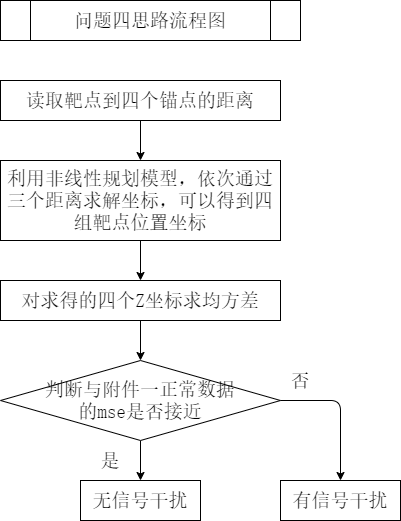 问题四思路流程图
读取靶点到四个锚点的距离
利用非线性规划模型，依次通过
三个距离求解坐标，可以得到四
组靶点位置坐标
对求得的四个Z坐标求均方差
判断与附件一正常数据
的mse是否接近
否
是
无信号干扰
有信号干扰